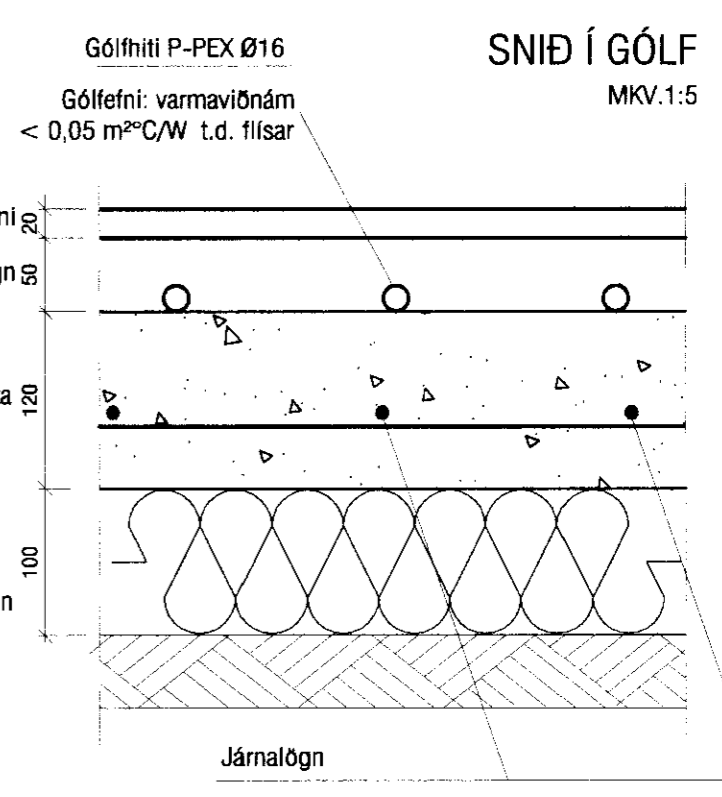 Gólfhiti P-PEX Ø16
SNIÐ Í GÓLF
MKV.1:5
Gólfefni: varmaviðnám
< 0,05 m²°C/W t.d. flísar
20
50
120
100
Járnalögn